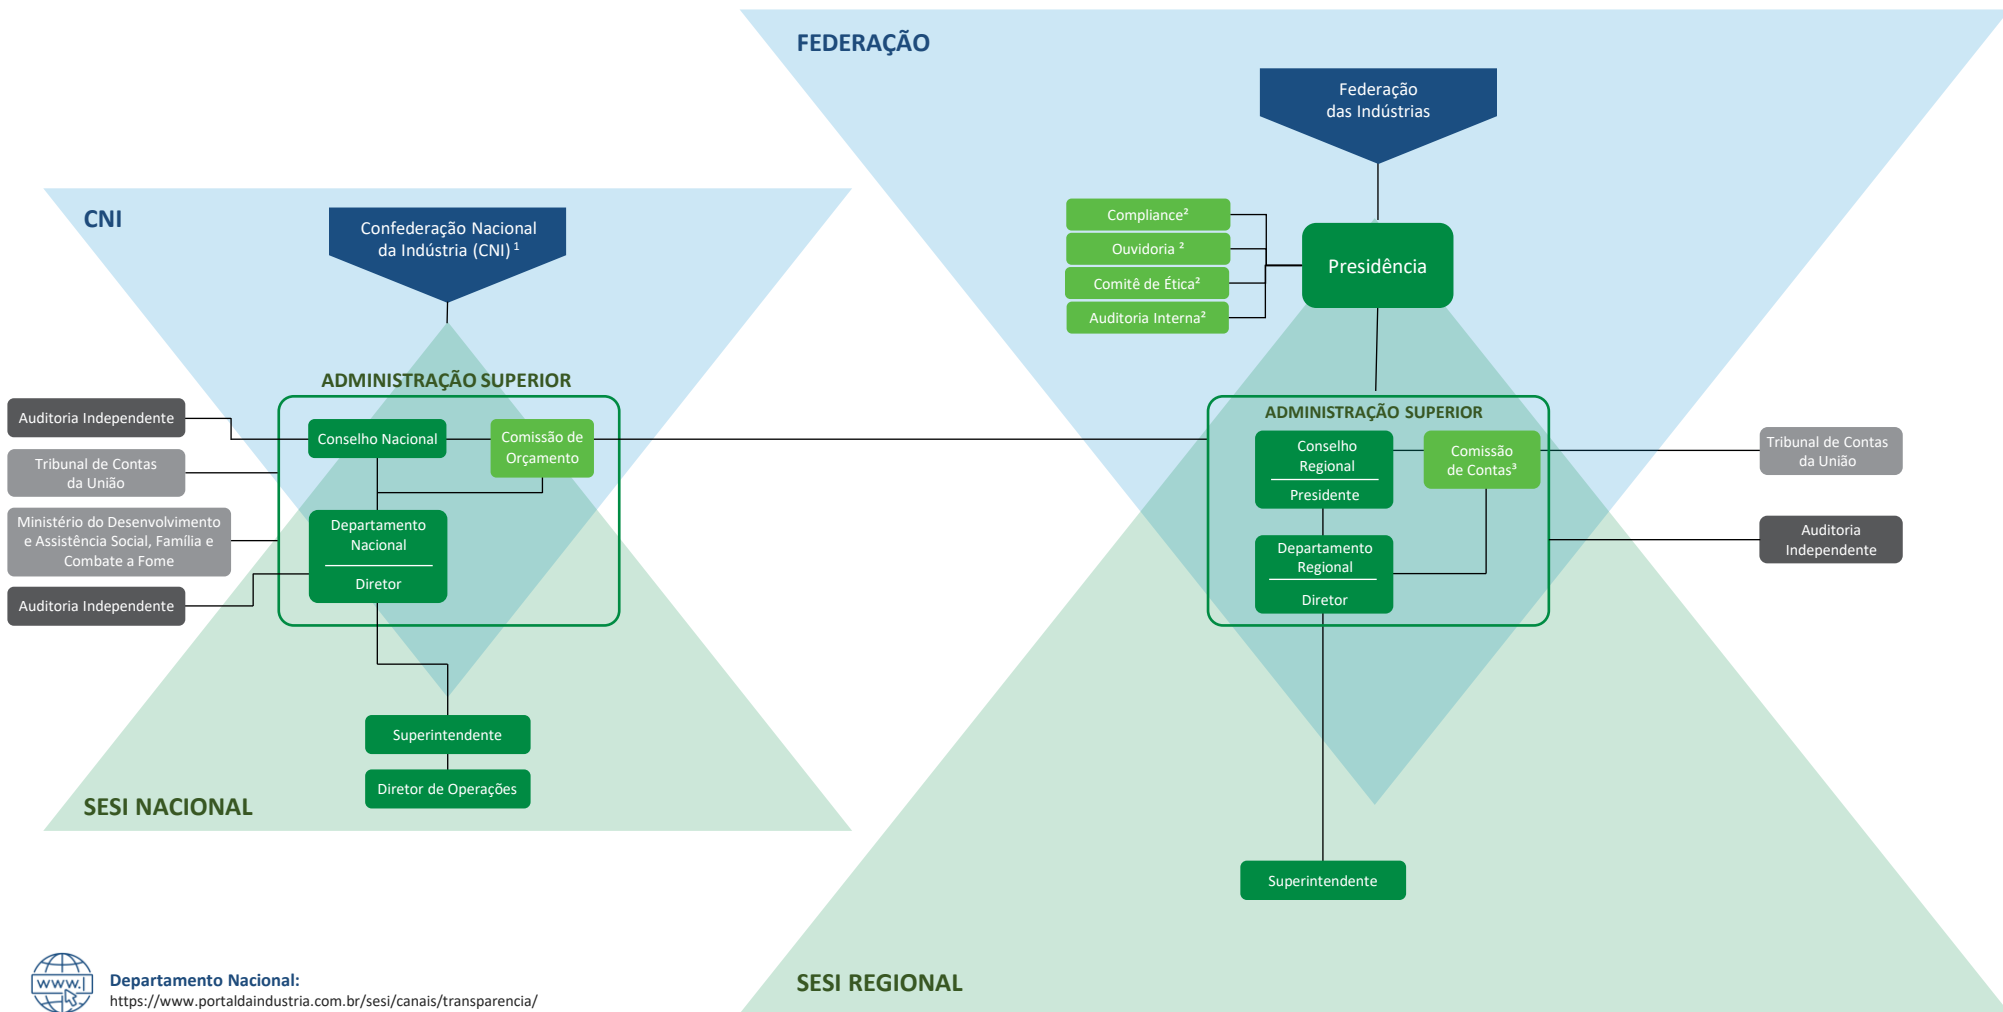 FEDERAÇÃO
Federação
das Indústrias
Compliance²
Ouvidoria ²
Comitê de Ética²
Auditoria Interna²
Presidência
CNI
Confederação Nacional
da Indústria (CNI) ¹
ADMINISTRAÇÃO SUPERIOR
Auditoria Independente
Tribunal de Contas
da União
Ministério do Desenvolvimento
e Assistência Social, Família e
Combate a Fome
Auditoria Independente
Conselho Nacional
Comissão de
Orçamento
Departamento
Nacional
Diretor
Superintendente
Diretor de Operações
SESI NACIONAL
ADMINISTRAÇÃO SUPERIOR
Conselho
Regional
Presidente
Comissão
de Contas³
Departamento
Regional
Diretor
Tribunal de Contas
da União
Auditoria
Independente
Superintendente
SESI REGIONAL
www.|
Departamento Nacional:
https://www.portaldaindustria.com.br/sesi/canais/transparencia/